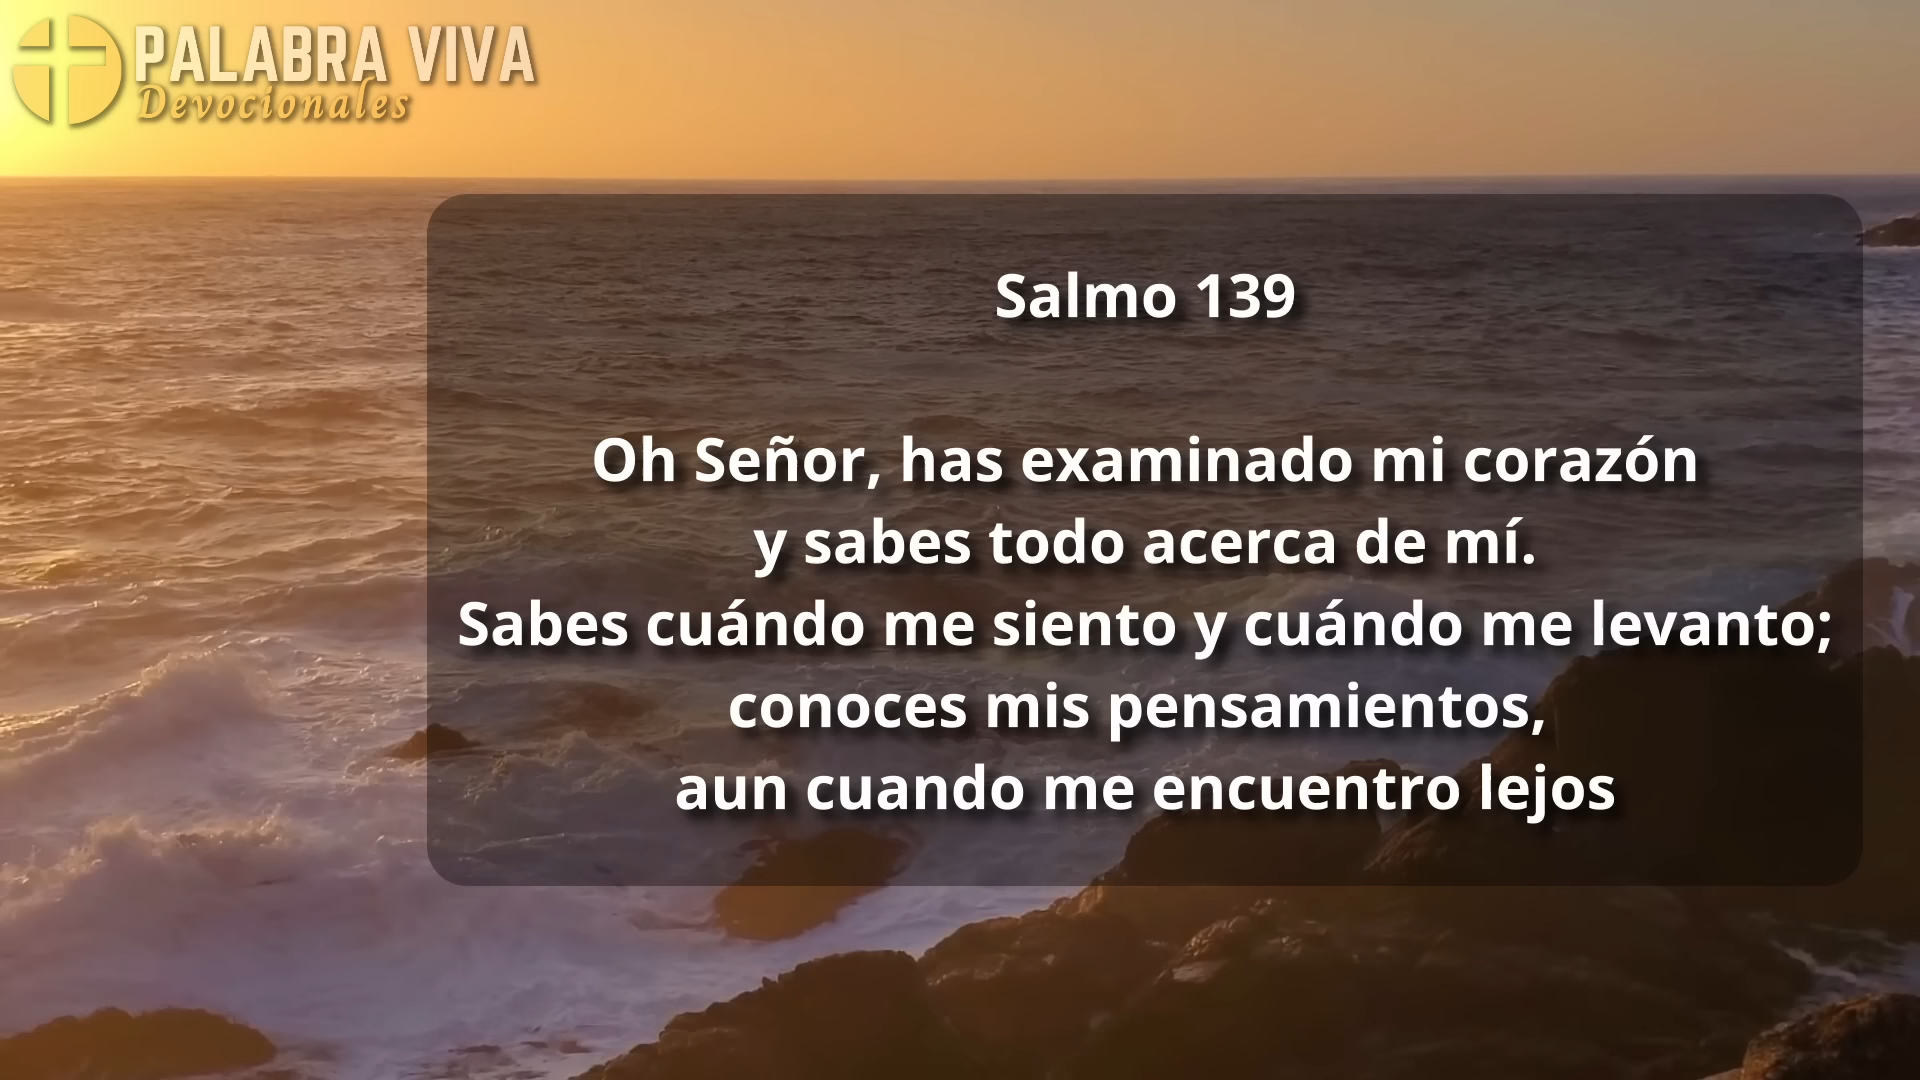 PALABRA VIVA
Devocionales
Salmo 139
Oh Señor, has examinado mi corazón
y sabes todo acerca de mí.
Sabes cuándo me siento y cuándo me levanto;
conoces mis pensamientos,
aun cuando me encuentro lejos